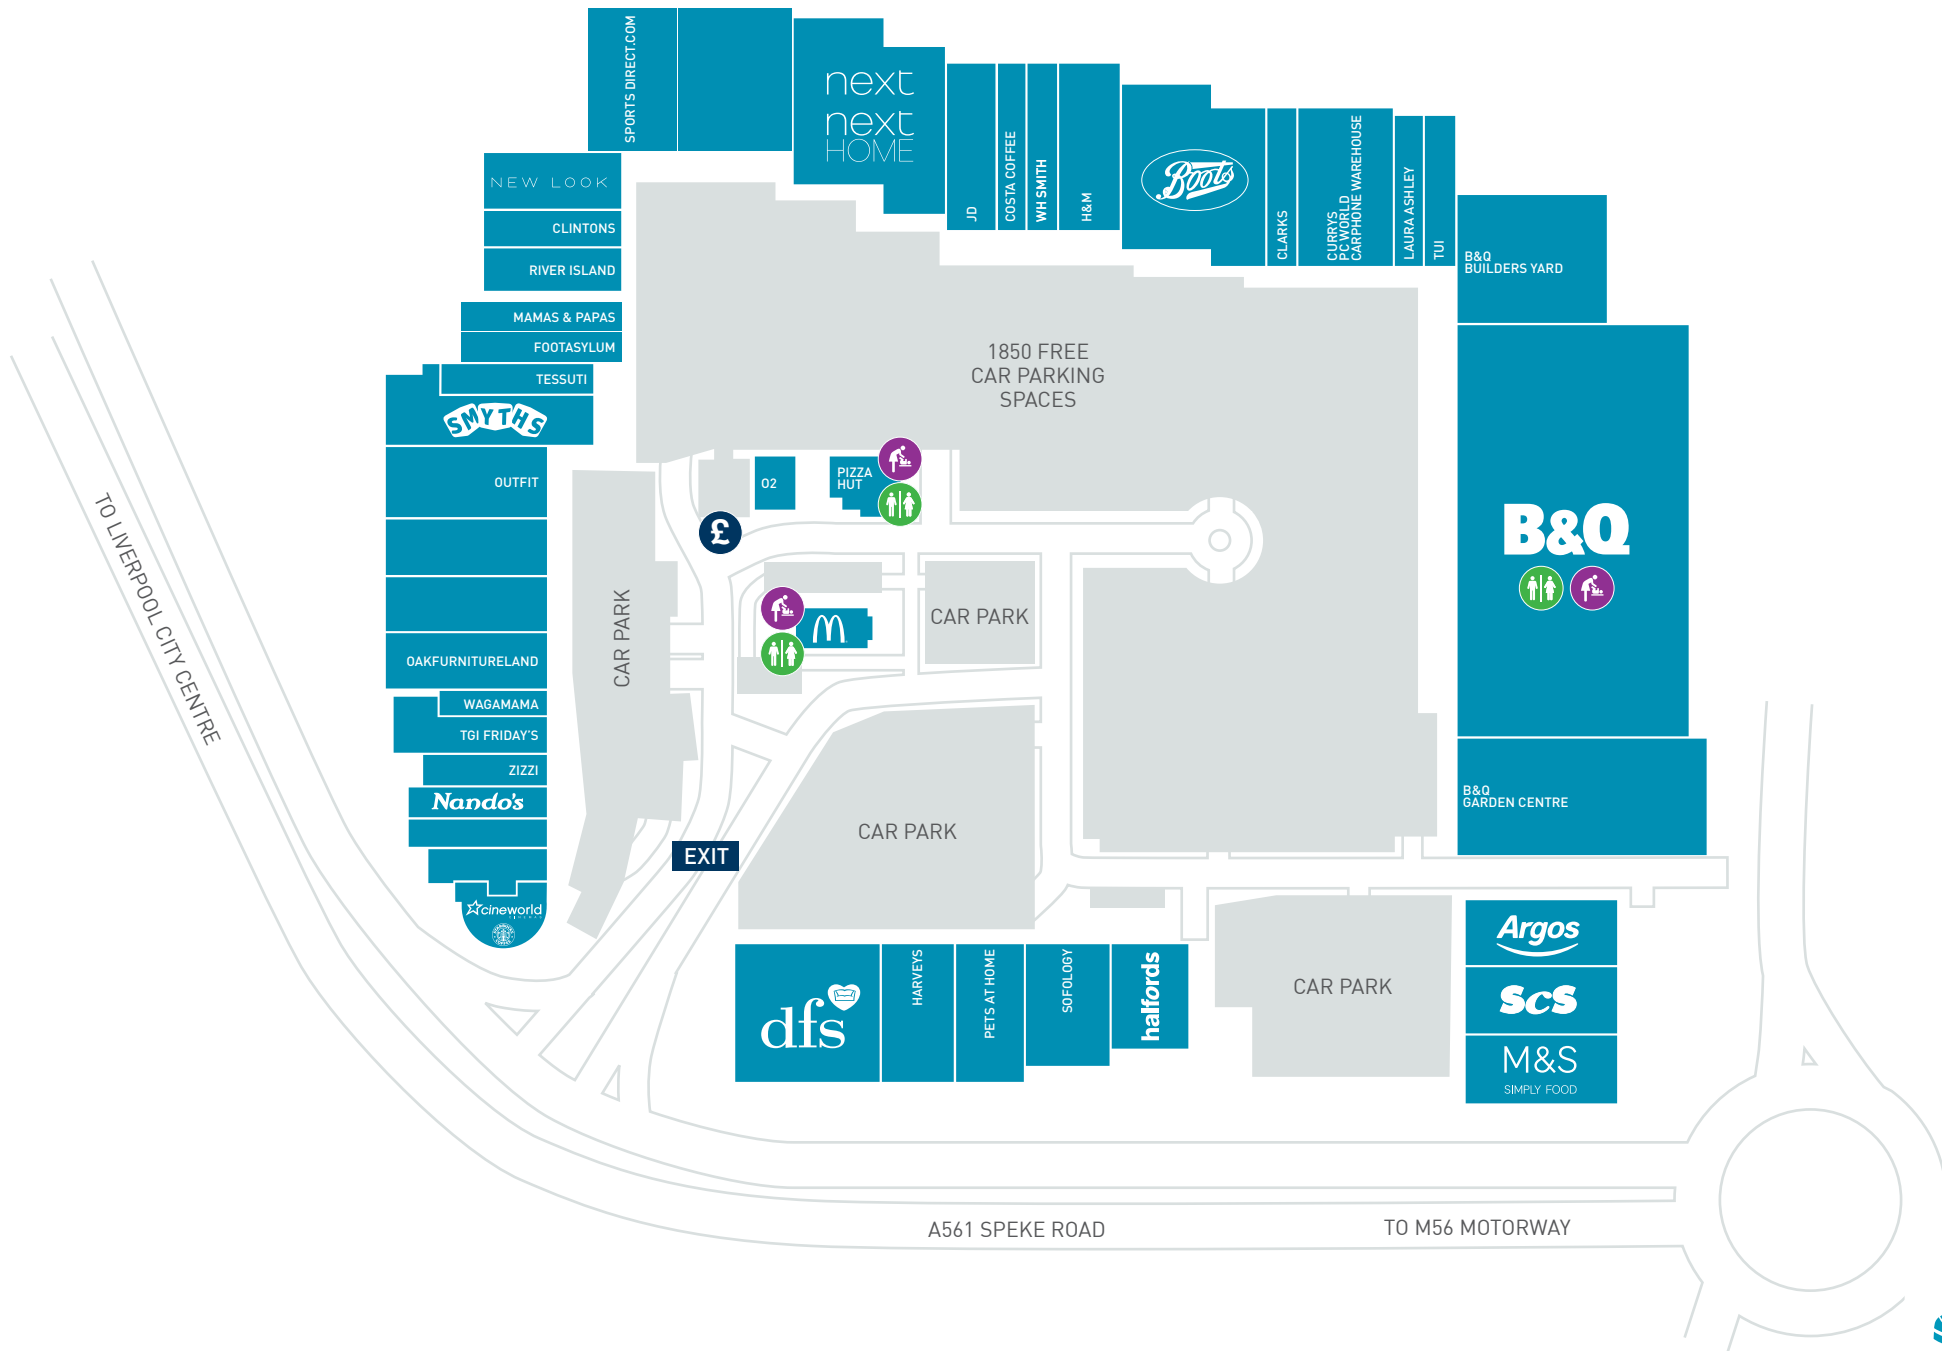 SPORTS DIRECT.COM
next
next
HOME
JD
COSTA COFFEE
WH SMITH
H&M
Boots
CLARKS
CURRYS
PC WORLD
CARPHONE WAREHOUSE
LAURA ASHLEY
TUI
B&Q
BUILDERS YARD
NEW LOOK
CLINTONS
RIVER ISLAND
MAMAS & PAPAS
FOOTASYLUM
TESSUTI
SMYTHS
OUTFIT
OAKFURNITURELAND
WAGAMAMA
TGI FRIDAY'S
ZIZZI
Nando's
cineworld
1850 FREE
CAR PARKING
SPACES
O2
PIZZA
HUT
£
CAR PARK
CAR PARK
B&Q
B&Q
GARDEN CENTRE
CAR PARK
EXIT
TO LIVERPOOL CITY CENTRE
dfs
HARVEYS
PETS AT HOME
SOFOLOGY
halfords
CAR PARK
Argos
ScS
M&S
SIMPLY FOOD
A561 SPEKE ROAD
TO M56 MOTORWAY